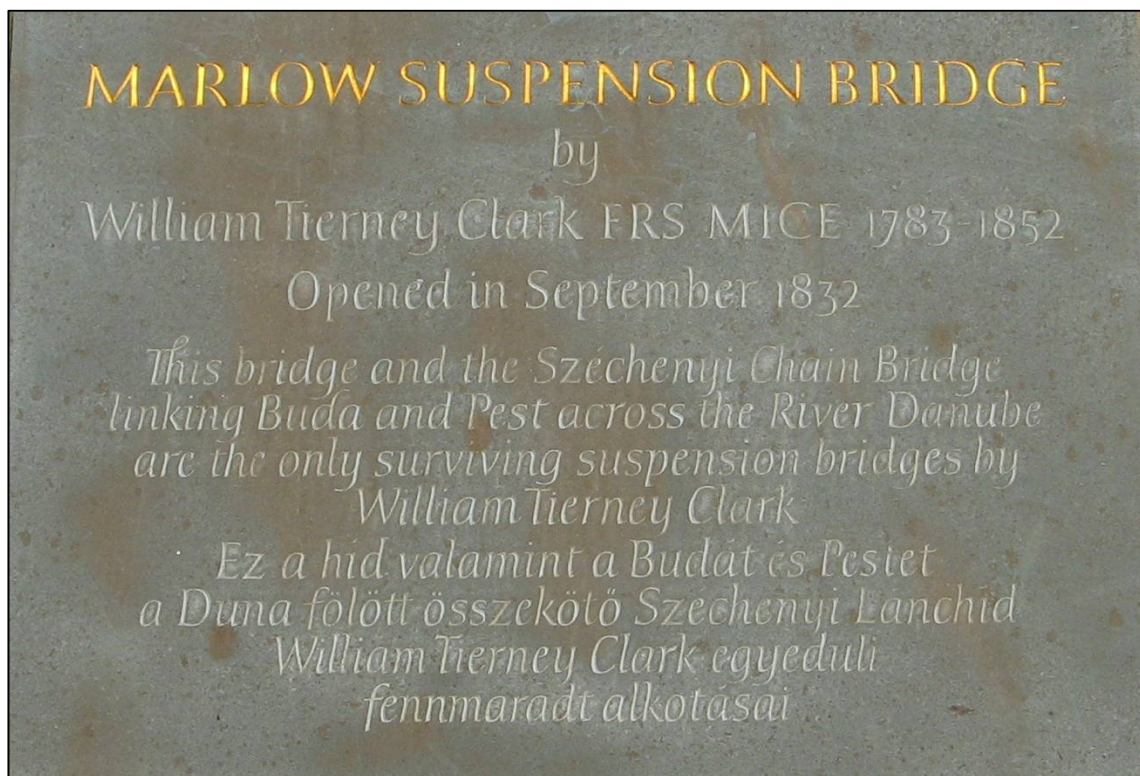 MARLOW SUSPENSION BRIDGE
by
William Tierney Clark FRS MICE 1783-1852
Opened in September 1832
This bridge and the Széchenyi Chain Bridge
linking Buda and Pest across the River Danube
are the only surviving suspension bridges by
William Tierney Clark
Ez a híd valamint a Budát és Pestet
a Duma fölött összekötő Széchenyi Lánchíd
William Tierney Clark egyeduli
fennmaradt alkotásai